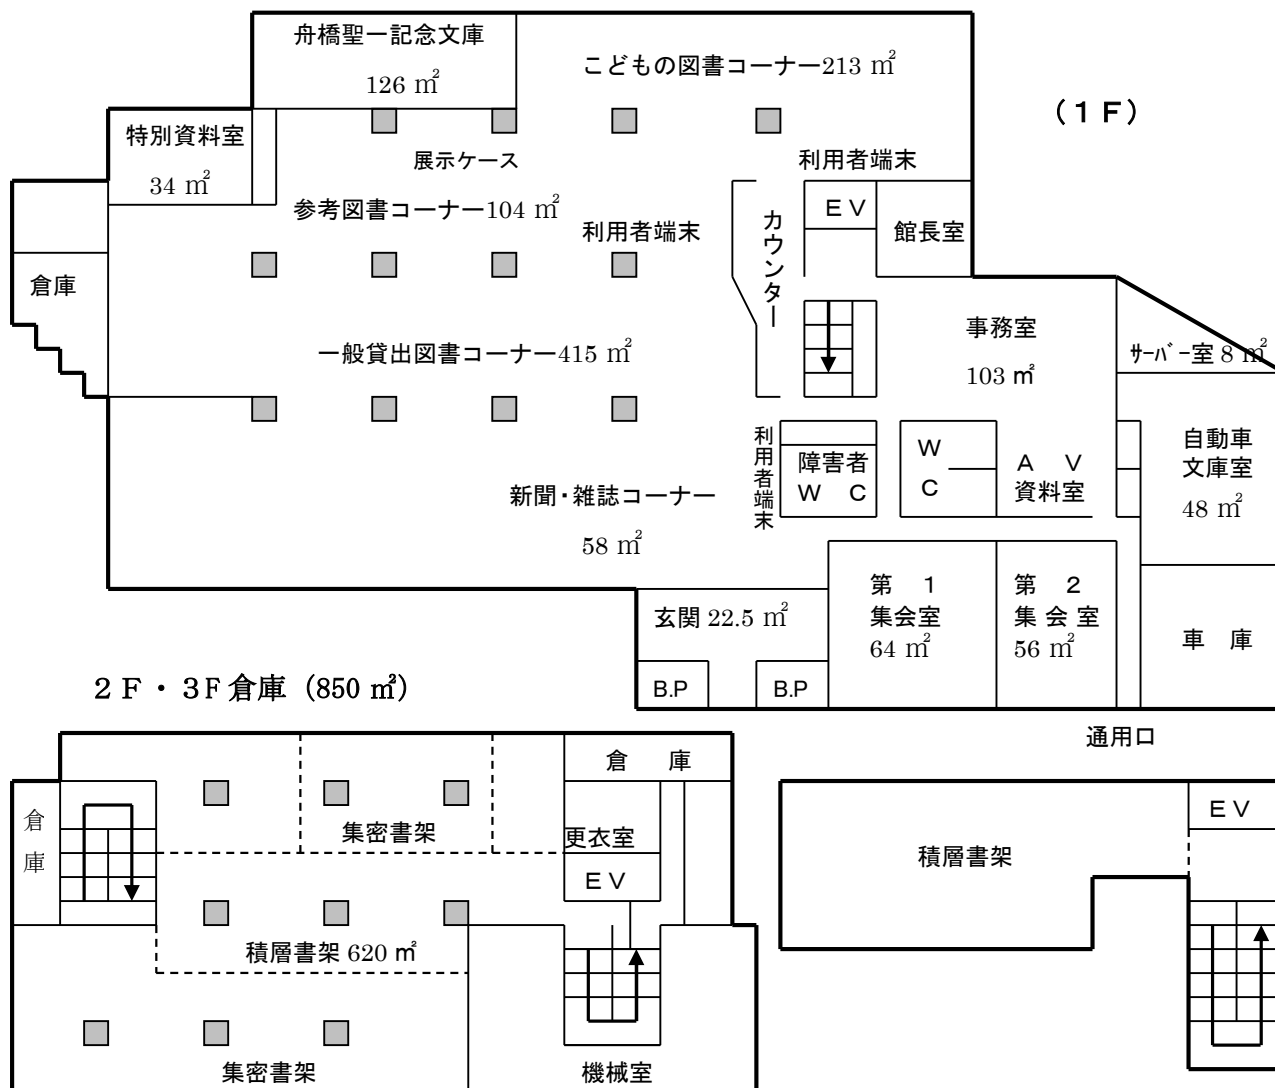 舟橋聖一記念文庫
126 ㎡
こどもの図書コーナー213 ㎡
(１Ｆ)
特別資料室
34 ㎡
展示ケース
利用者端末
参考図書コーナー104 ㎡
利用者端末
カウンター
ＥＶ
館長室
倉庫
一般貸出図書コーナー415 ㎡
事務室
103 ㎡
ｻｰﾊﾞｰ室 8 ㎡
利用者端末
障害者
Ｗ Ｃ
Ｗ
Ｃ
Ａ Ｖ
資料室
自動車
文庫室
48 ㎡
新聞・雑誌コーナー
58 ㎡
玄関 22.5 ㎡
第 １
集会室
64 ㎡
第 ２
集 会 室
56 ㎡
車 庫
B.P
B.P
通用口
２Ｆ・３F 倉庫 (850 ㎡)
倉 庫
倉
庫
集密書架
更衣室
ＥＶ
積層書架 620 ㎡
集密書架
機械室
積層書架
ＥＶ